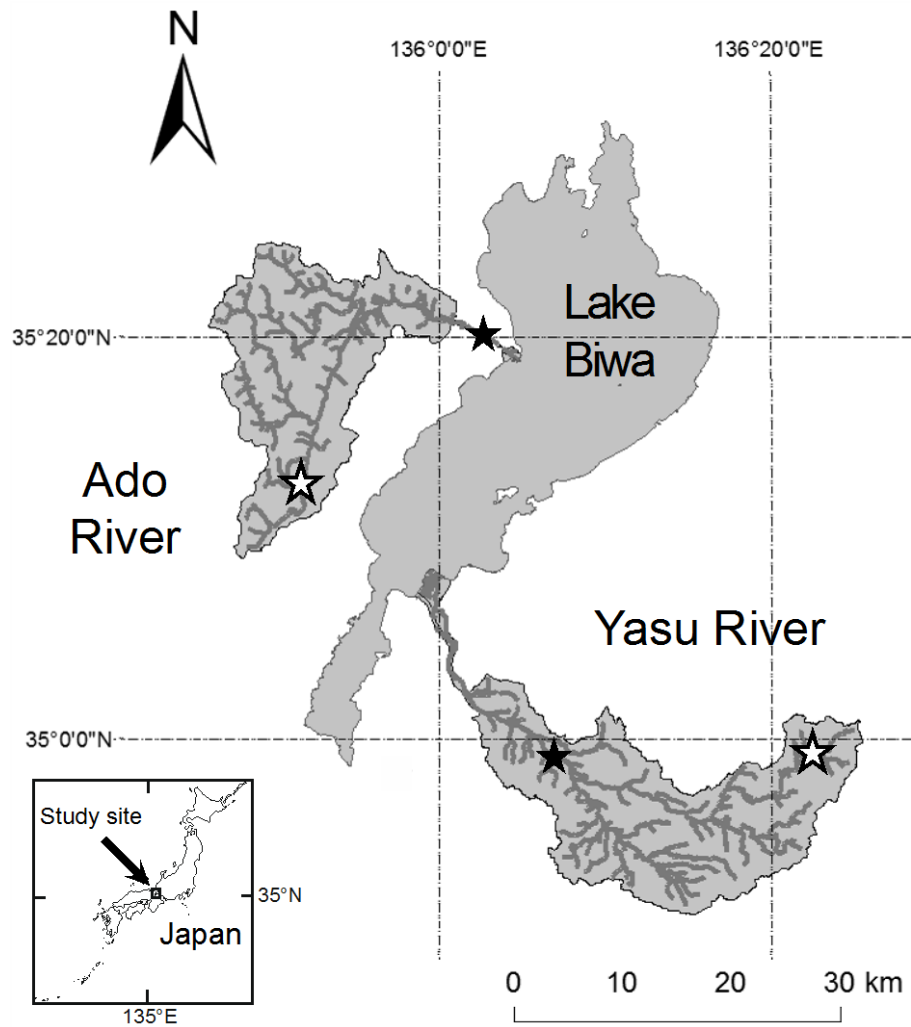 N
136°0'0"E
136°20'0"E
Lake
Biwa
35°20'0"N
Ado
River
Yasu River
35°0'0"N
Study site
35°N
Japan
135°E
0 10 20 30 km